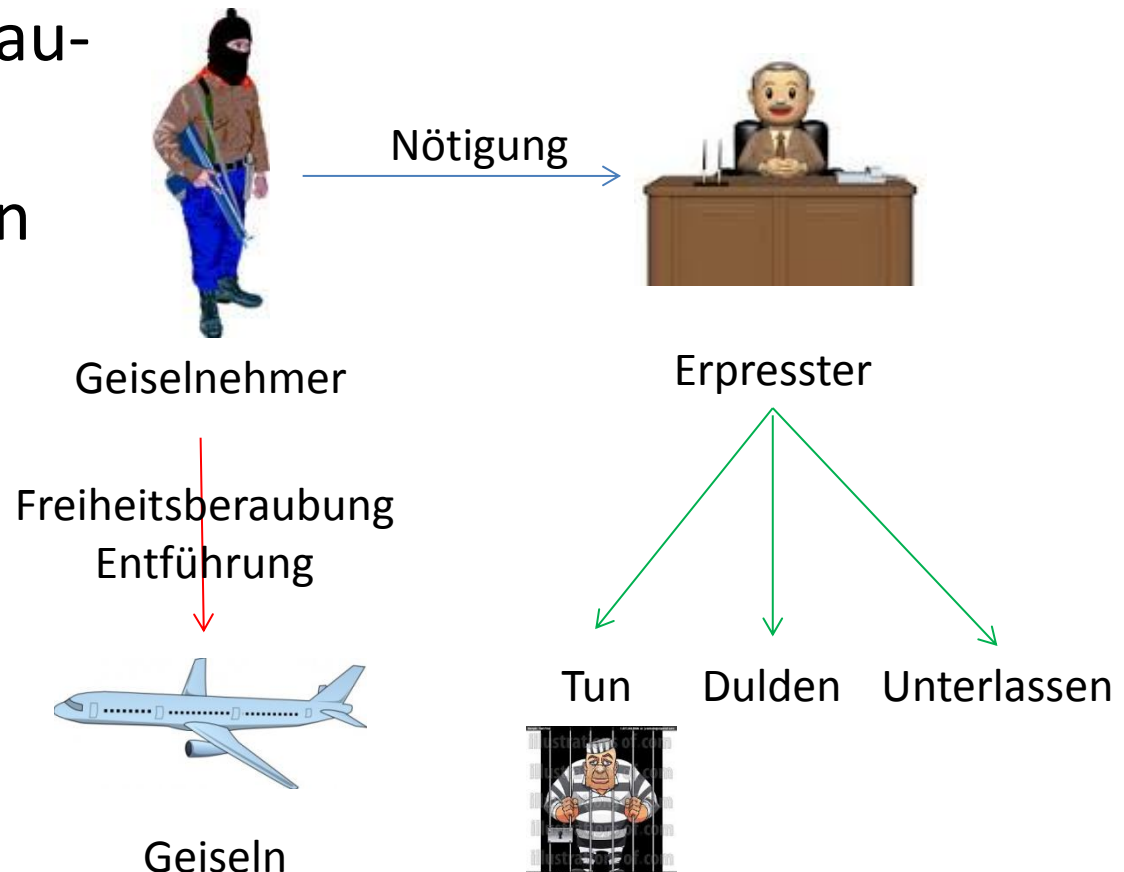 au-
n
Nötigung
Geiselnehmer
Erpresster
Freiheitsberaubung
Entführung
Tun Dulden Unterlassen
Geiseln